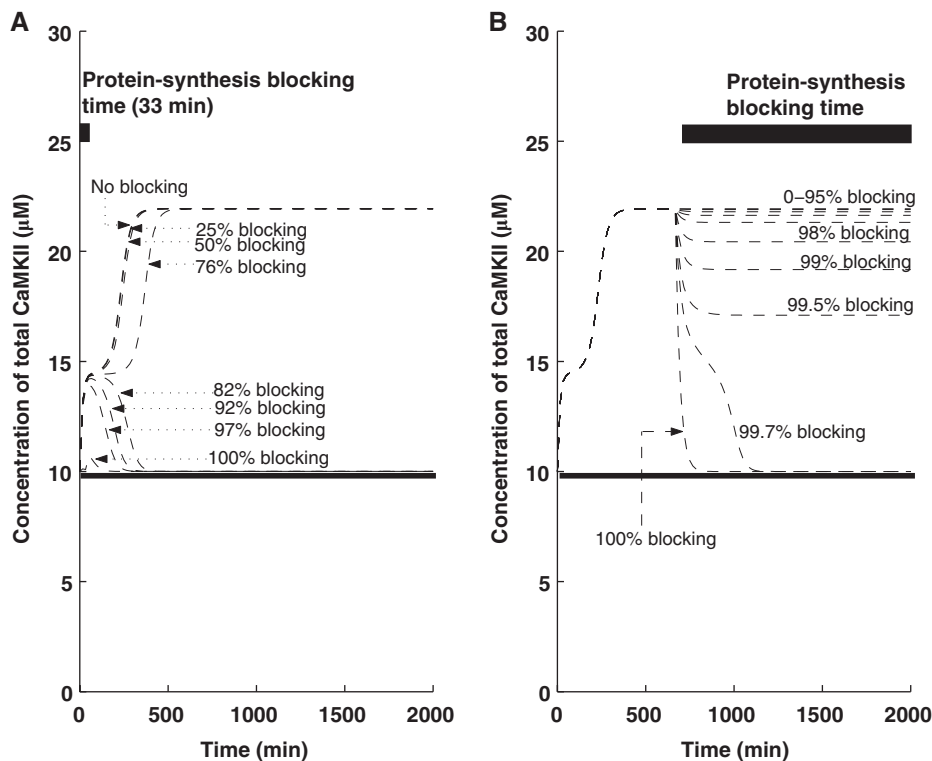 A
Concentration of total CaMKII (μM)
30
25
20
15
10
5
0
Protein-synthesis blocking
time (33 min)
No blocking
25% blocking
50% blocking
76% blocking
82% blocking
92% blocking
97% blocking
100% blocking
0
500
1000
1500
2000
Time (min)
B
Concentration of total CaMKII (μM)
30
25
20
15
10
5
0
Protein-synthesis
blocking time
0–95% blocking
98% blocking
99% blocking
99.5% blocking
99.7% blocking
100% blocking
0
500
1000
1500
2000
Time (min)